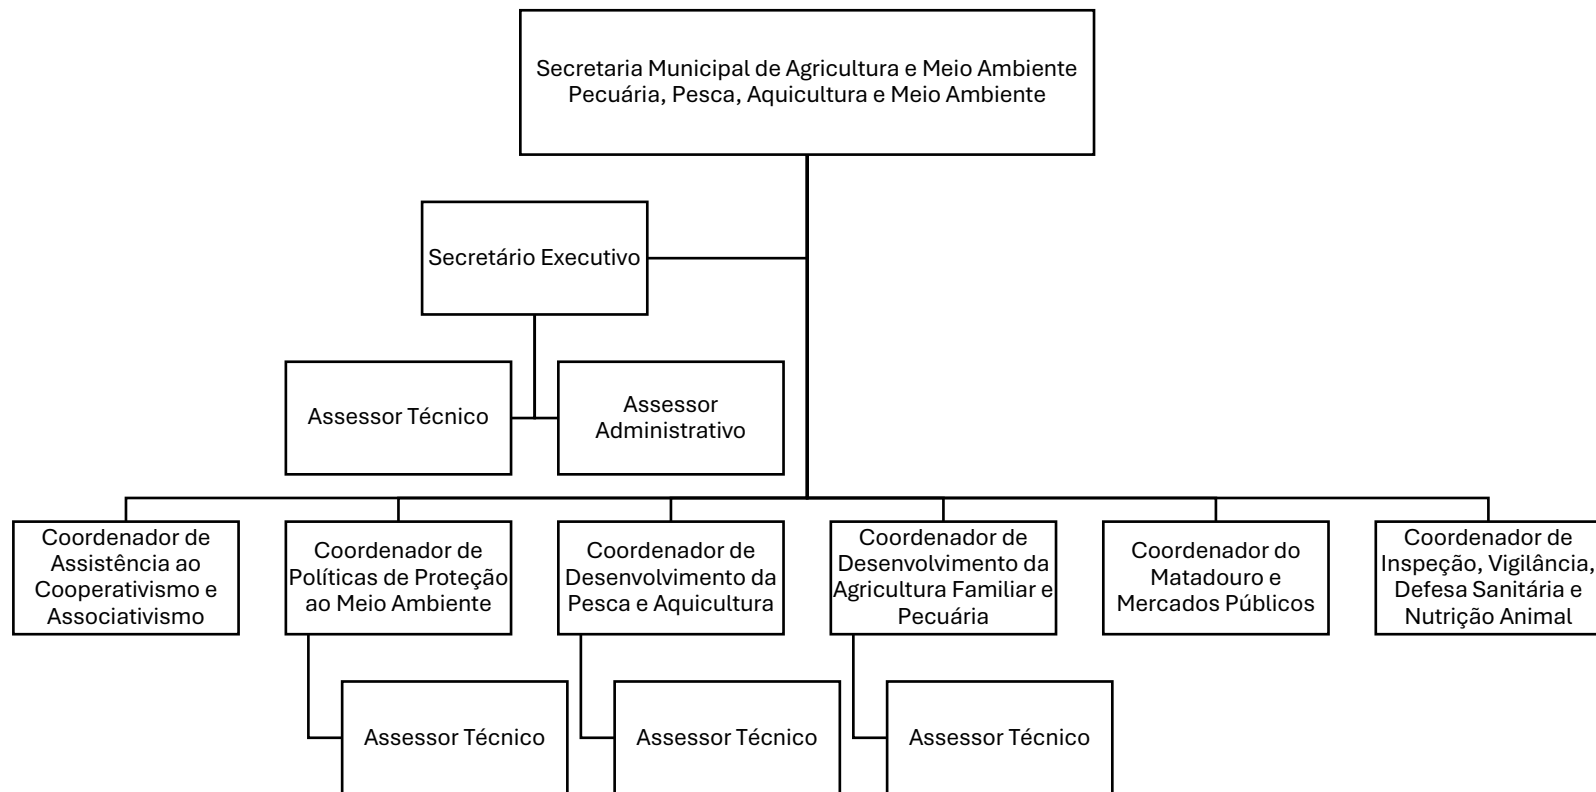 Secretaria Municipal de Agricultura e Meio Ambiente
Pecuária, Pesca, Aquicultura e Meio Ambiente
Secretário Executivo
Assessor Técnico
Assessor
Administrativo
Coordenador de
Assistência ao
Cooperativismo e
Associativismo
Coordenador de
Políticas de Proteção
ao Meio Ambiente
Coordenador de
Desenvolvimento da
Pesca e Aquicultura
Coordenador de
Desenvolvimento da
Agricultura Familiar e
Pecuária
Coordenador do
Matadouro e
Mercados Públicos
Coordenador de
Inspeção, Vigilância,
Defesa Sanitária e
Nutrição Animal
Assessor Técnico
Assessor Técnico
Assessor Técnico